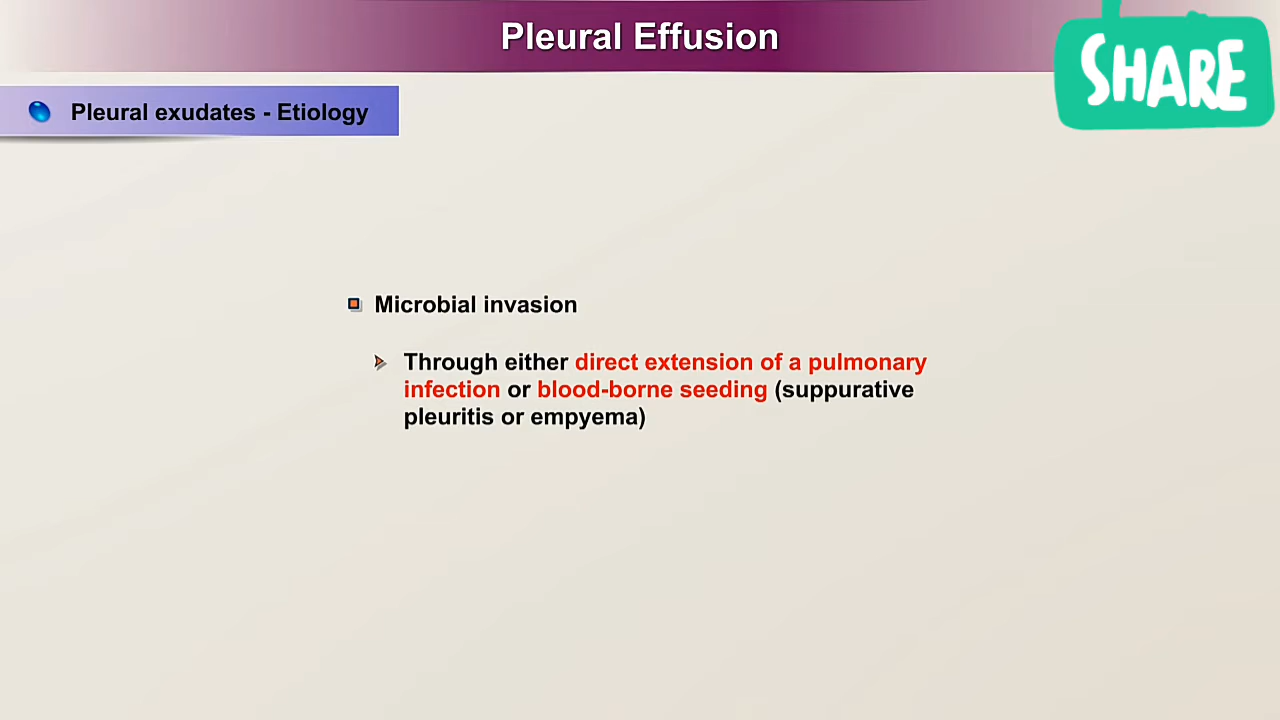 Pleural Effusion
SHARE
Pleural exudates - Etiology
Microbial invasion
Through either direct extension of a pulmonary
infection or blood-borne seeding (suppurative
pleuritis or empyema)